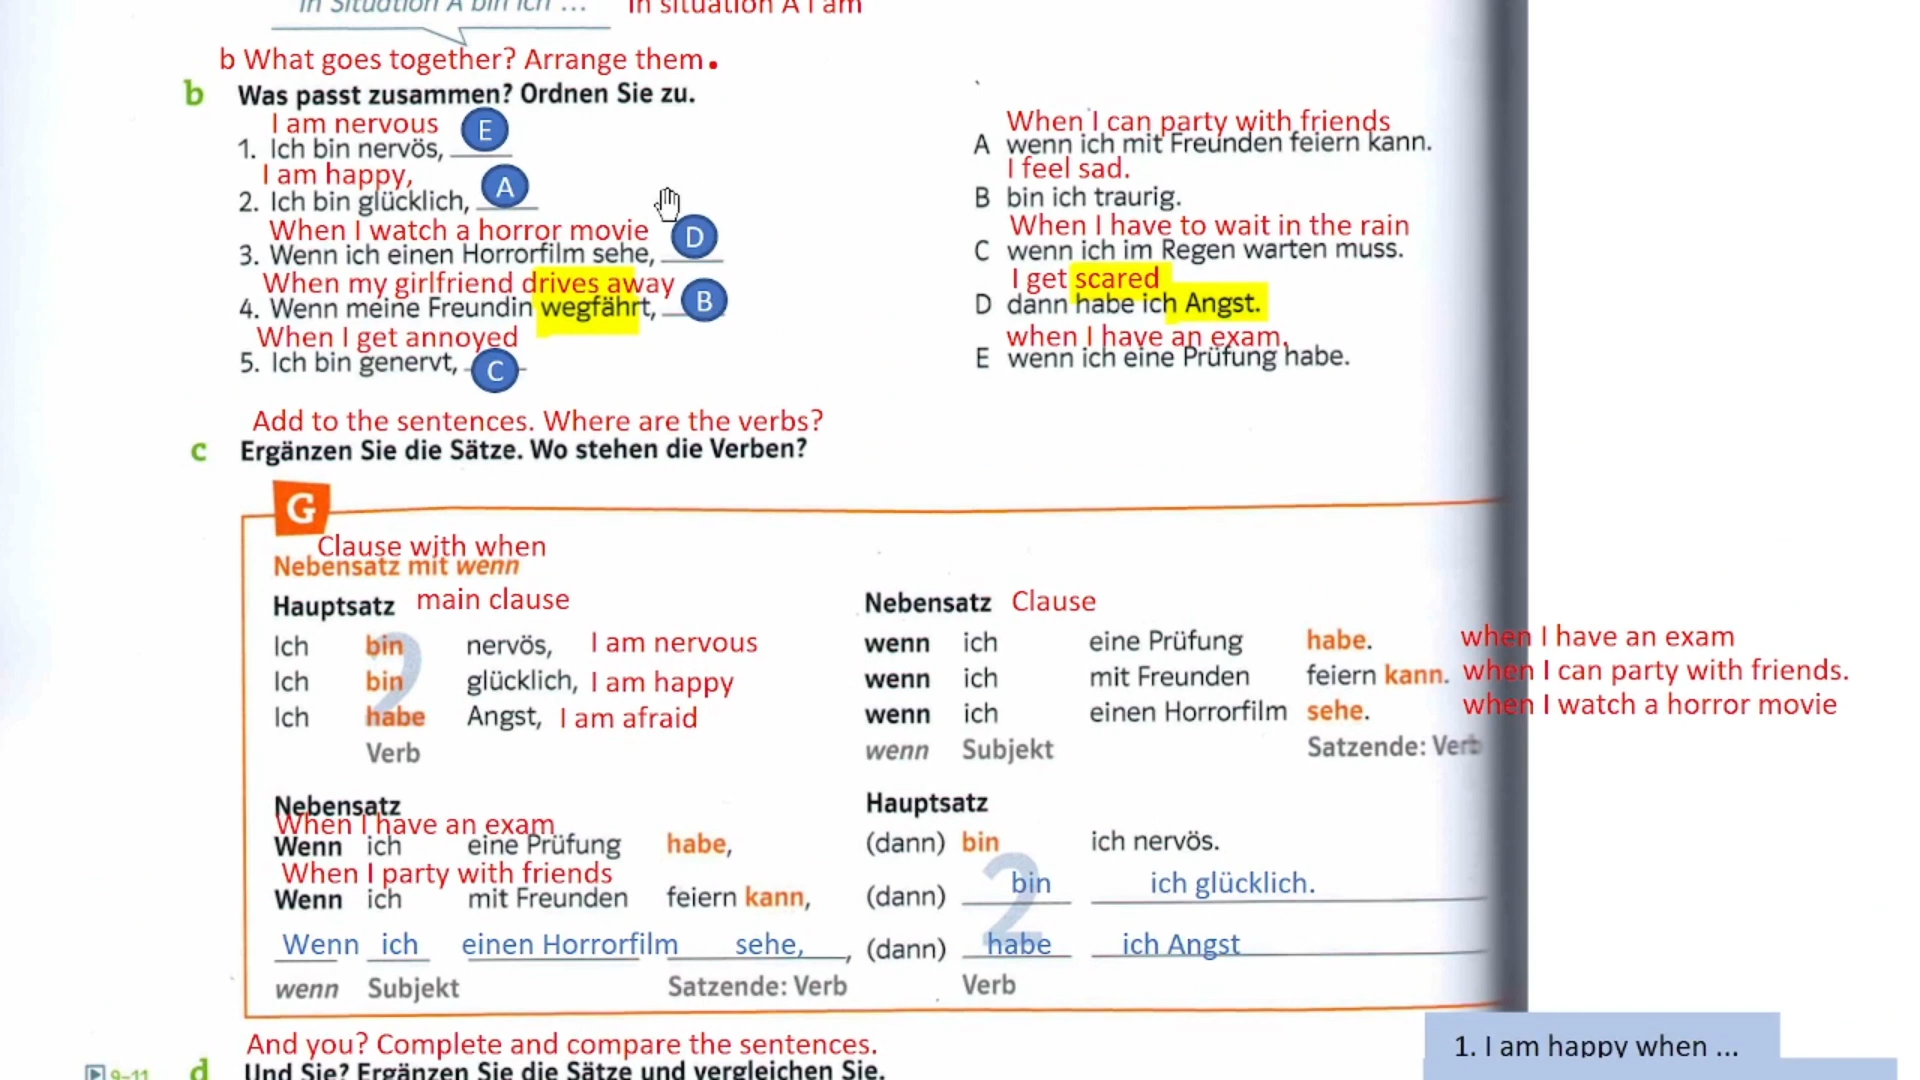 In Situation A bin ich ... In situation A I am
b What goes together? Arrange them.
b Was passt zusammen? Ordnen Sie zu.
I am nervous
1. Ich bin nervös, E
I am happy,
2. Ich bin glücklich, A
When I watch a horror movie
3. Wenn ich einen Horrorfilm sehe, D
When my girlfriend drives away
4. Wenn meine Freundin wegfährt, B
When I get annoyed
5. Ich bin genervt, C
When I can party with friends
A wenn ich mit Freunden feiern kann.
I feel sad.
B bin ich traurig.
When I have to wait in the rain
C wenn ich im Regen warten muss.
I get scared
D dann habe ich Angst.
when I have an exam,
E wenn ich eine Prüfung habe.
Add to the sentences. Where are the verbs?
c Ergänzen Sie die Sätze. Wo stehen die Verben?
G
Clause with when
Nebensatz mit wenn
Hauptsatz main clause Nebensatz Clause
Ich bin nervös, I am nervous wenn ich eine Prüfung habe. when I have an exam
Ich bin glücklich, I am happy wenn ich mit Freunden feiern kann. when I can party with friends.
Ich habe Angst, I am afraid wenn ich einen Horrorfilm sehe. when I watch a horror movie
2
Verb wenn Subjekt Satzende: Verb
Nebensatz Hauptsatz
When I have an exam
Wenn ich eine Prüfung habe, (dann) bin ich nervös.
When I party with friends
Wenn ich mit Freunden feiern kann, (dann) bin ich glücklich.
2
Wenn ich einen Horrorfilm sehe, , (dann) habe ich Angst
wenn Subjekt Satzende: Verb Verb
And you? Complete and compare the sentences.
9–11 d Und Sie? Ergänzen Sie die Sätze und vergleichen Sie.
1. I am happy when ...